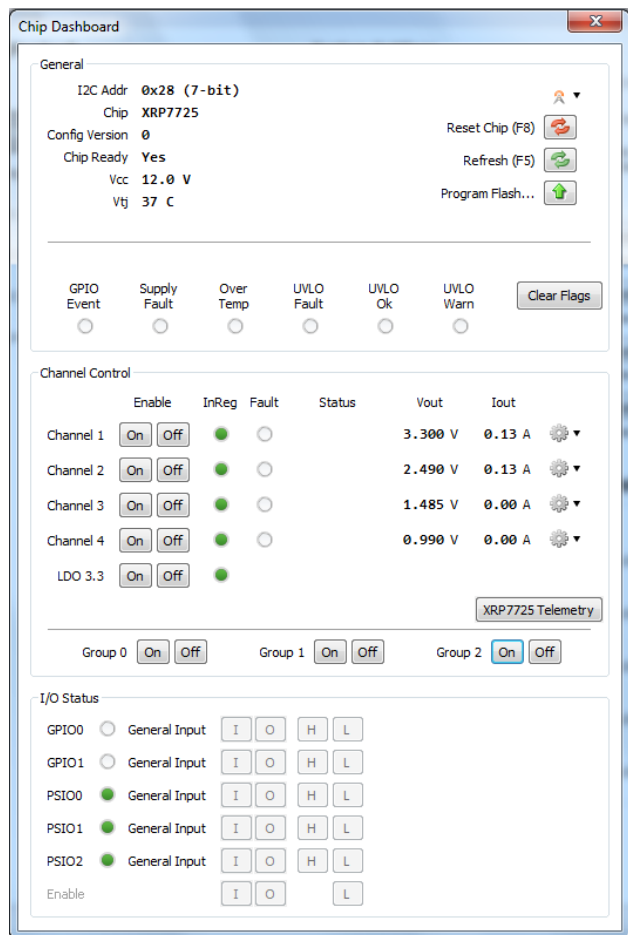 Chip Dashboard
General
I2C Addr 0x28 (7-bit)
Chip XRP7725
Config Version 0
Chip Ready Yes
Vcc 12.0 V
Vtj 37 C
Reset Chip (F8)
Refresh (F5)
Program Flash...
GPIO Event
Supply Fault
Over Temp
UVLO Fault
UVLO Ok
UVLO Warn
Clear Flags
Channel Control
Enable InReg Fault Status Vout Iout
Channel 1 On Off 3.300 V 0.13 A
Channel 2 On Off 2.490 V 0.13 A
Channel 3 On Off 1.485 V 0.00 A
Channel 4 On Off 0.990 V 0.00 A
LDO 3.3 On Off
XRP7725 Telemetry
Group 0 On Off Group 1 On Off Group 2 On Off
I/O Status
GPIO0 General Input I O H L
GPIO1 General Input I O H L
PSIO0 General Input I O H L
PSIO1 General Input I O H L
PSIO2 General Input I O H L
Enable I O L